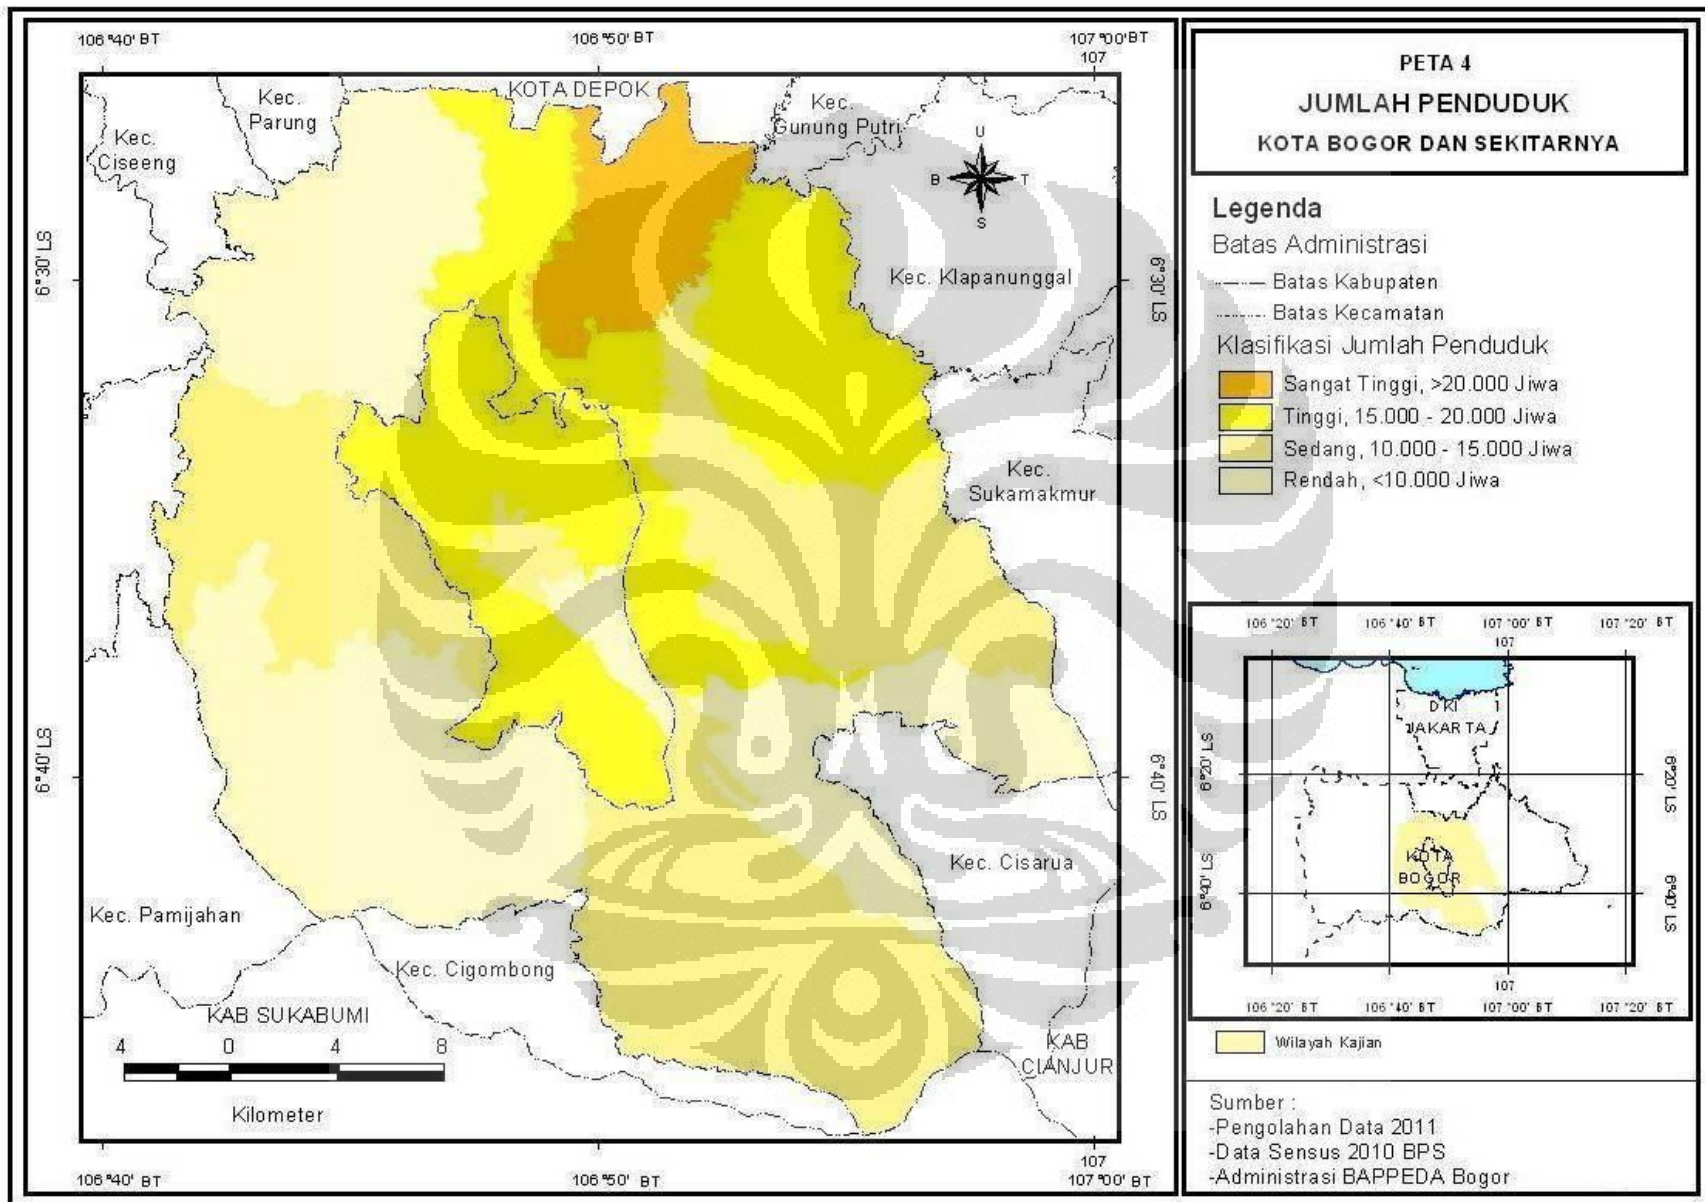 106 °40' BT
106 °50' BT
107 °00' BT
107
KOTA DEPOK
Kec.
Parung
Kec.
Ciseeng
Kec.
Gunung Putri
U
B
T
S
6°30' LS
Kec. Klapanunggal
6°30' LS
Kec.
Sukamakmur
6°40' LS
6°40' LS
Kec. Cisarua
Kec. Pamijahan
Kec. Cigombong
KAB SUKABUMI
KAB
CIANJUR
4 0 4 8
Kilometer
107
106 °40' BT
106 °50' BT
107 °00' BT
PETA 4
JUMLAH PENDUDUK
KOTA BOGOR DAN SEKITARNYA
Legenda
Batas Administrasi
Batas Kabupaten
Batas Kecamatan
Klasifikasi Jumlah Penduduk
Sangat Tinggi, >20.000 Jiwa
Tinggi, 15.000 - 20.000 Jiwa
Sedang, 10.000 - 15.000 Jiwa
Rendah, <10.000 Jiwa
106 °20' BT
106 °40' BT
107 °00' BT
107 °20' BT
107
DKI
JAKARTA
6°20' LS
6°20' LS
KOTA
BOGOR
6°40' LS
6°40' LS
107
106 °20' BT
106 °40' BT
107 °00' BT
107 °20' BT
Wilayah Kajian
Sumber :
-Pengolahan Data 2011
-Data Sensus 2010 BPS
-Administrasi BAPPEDA Bogor